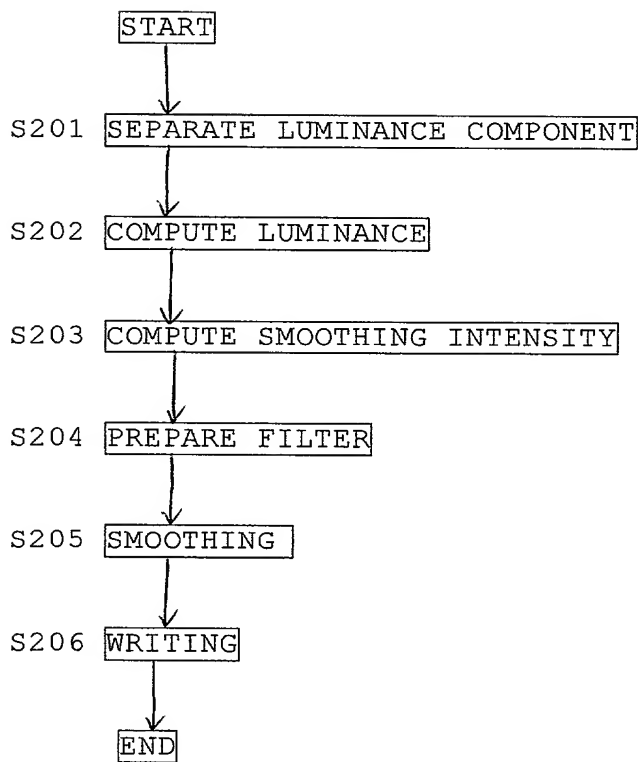 START
S201 SEPARATE LUMINANCE COMPONENT
S202 COMPUTE LUMINANCE
S203 COMPUTE SMOOTHING INTENSITY
S204 PREPARE FILTER
S205 SMOOTHING
S206 WRITING
END